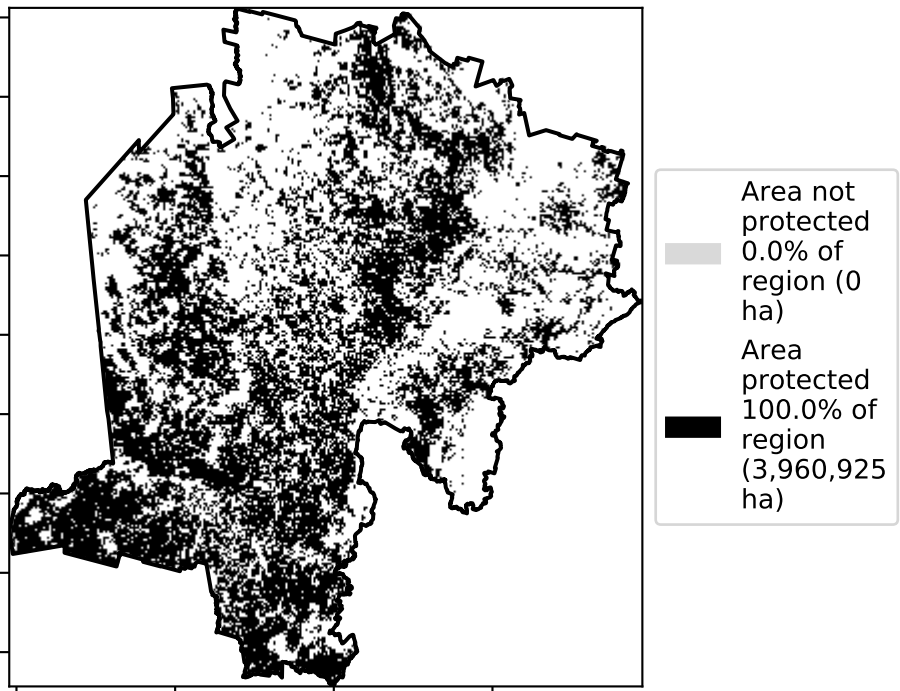 Area not
protected
0.0% of
region (0
ha)
Area
protected
100.0% of
region
(3,960,925
ha)